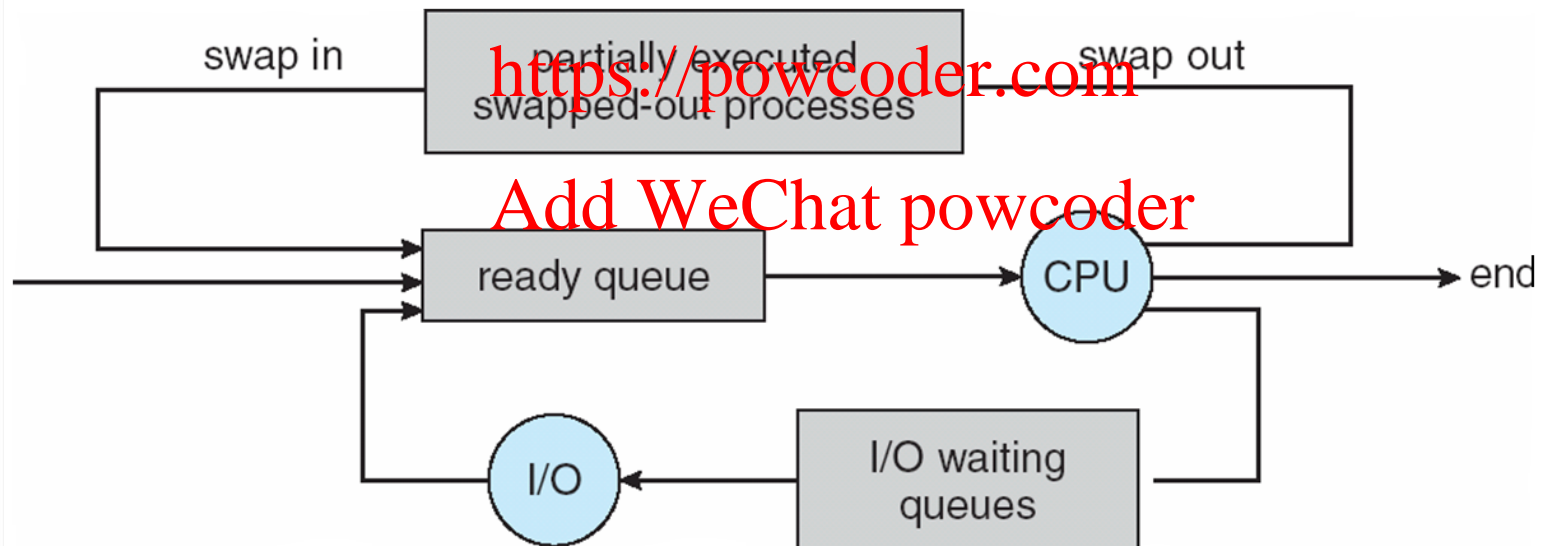 swap in
partially executed
swapped-out processes
swap out
https://powcoder.com
Add WeChat powcoder
ready queue
CPU
end
I/O
I/O waiting
queues